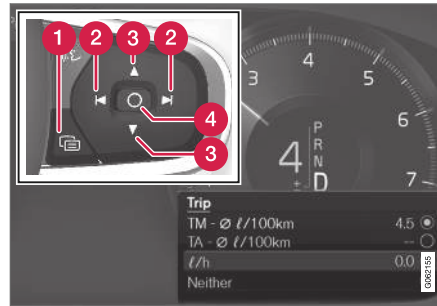 1
2
3
2
4
3
3
4
5
6
7
4
P
R
N
D
±
Trip
TM - Ø ℓ/100km 4.5
TA - Ø ℓ/100km --
ℓ/h 0.0
Neither
G062155